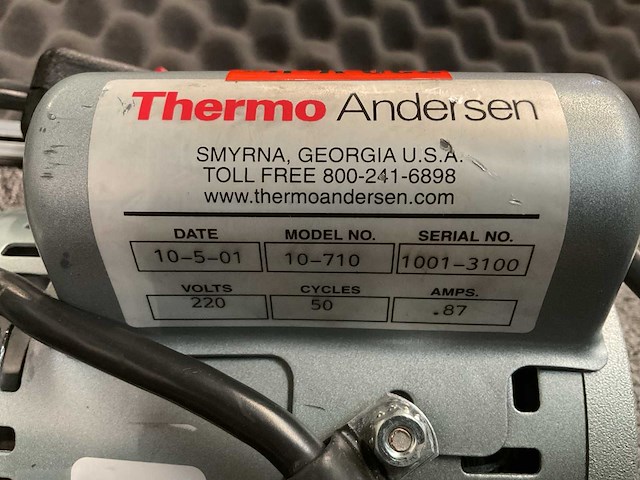 Thermo Andersen
SMYRNA, GEORGIA U.S.A.
TOLL FREE 800-241-6898
www.thermoandersen.com
DATE MODEL NO. SERIAL NO.
10-5-01 10-710 1001-3100
VOLTS CYCLES AMPS.
220 50 .87